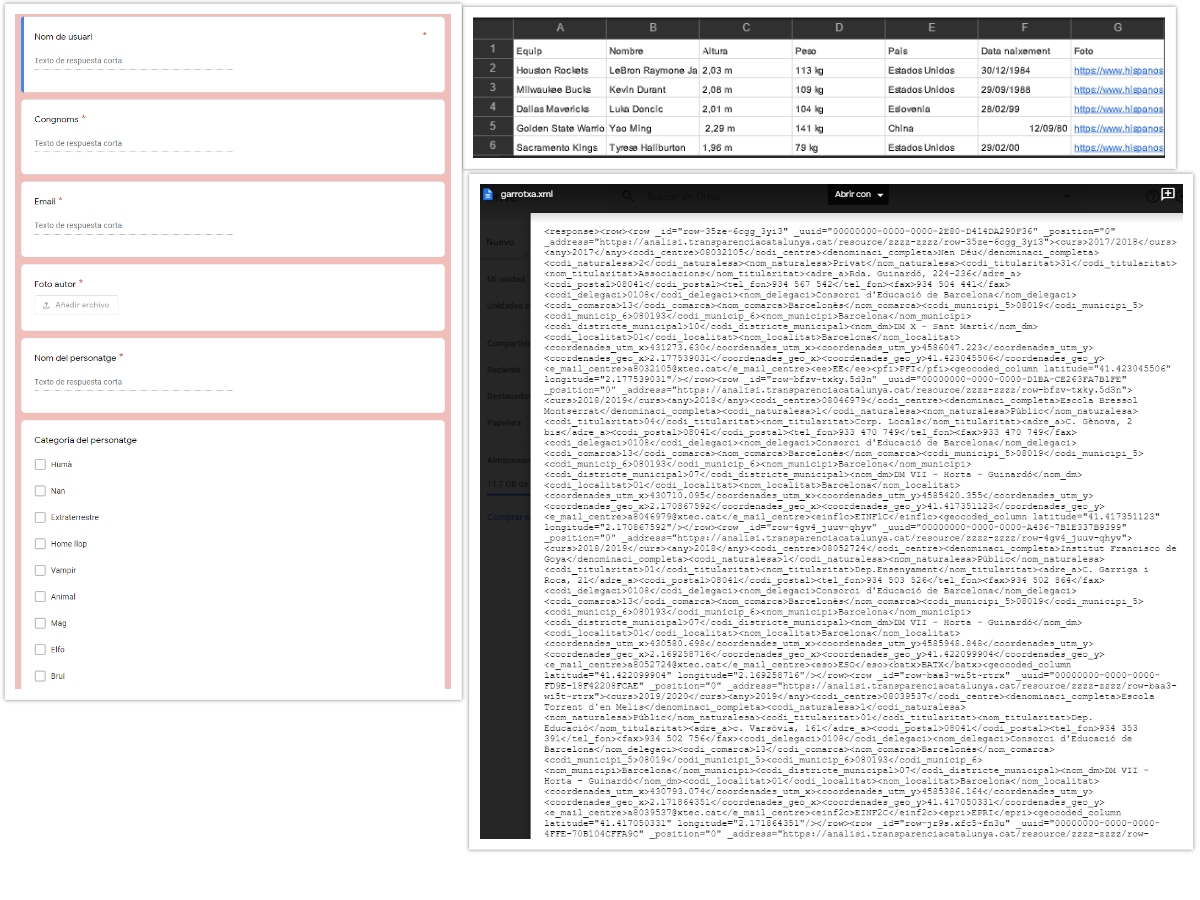 Nom de usuari *
Texto de respuesta corta
Congnoms *
Texto de respuesta corta
Email *
Texto de respuesta corta
Foto autor *
Añadir archivo
Nom del personatge *
Texto de respuesta corta
Categoria del personatge
Humà
Nan
Extraterrestre
Home llop
Vampir
Animal
Mag
Elfo
Brui
A B C D E F G
1 Equip Nombre Altura Peso País Data naixement Foto
2 Houston Rockets LeBron Raymone Ja 2,03 m 113 kg Estados Unidos 30/12/1984 https://www.hispanos
3 Milwaukee Bucks Kevin Durant 2,08 m 109 kg Estados Unidos 29/09/1988 https://www.hispanos
4 Dallas Mavericks Luka Doncic 2,01 m 104 kg Eslovenia 28/02/99 https://www.hispanos
5 Golden State Warrio Yao Ming 2,29 m 141 kg China 12/09/80 https://www.hispanos
6 Sacramento Kings Tyrese Haliburton 1,96 m 79 kg Estados Unidos 29/02/00 https://www.hispanos
garrotxa.xml
Buscar en Drive
Abrir con
Nuevo
Mi unidad
Unidades c
Compartido
Reciente
Destacados
Papelera
Almacenam
11,7 GB de
Comprar e
<response><row><row _id="row-35ze-6cgg_3yi3" _uuid="00000000-0000-0000-2E80-D414DA290F36" _position="0"
_address="https://analisi.transparenciacatalunya.cat/resource/zzzz-zzzz/row-35ze-6cgg_3yi3"><curs>2017/2018</curs>
<any>2017</any><codi_centre>08032105</codi_centre><denominaci_completa>Nen Déu</denominaci_completa>
<codi_naturalesa>2</codi_naturalesa><nom_naturalesa>Privat</nom_naturalesa><codi_titularitat>31</codi_titularitat>
<nom_titularitat>Associacions</nom_titularitat><adre_a>Rda. Guinardó, 224-236</adre_a>
<codi_postal>08041</codi_postal><tel_fon>934 567 542</tel_fon><fax>934 504 441</fax>
<codi_delegaci>0108</codi_delegaci><nom_delegaci>Consorci d'Educació de Barcelona</nom_delegaci>
<codi_comarca>13</codi_comarca><nom_comarca>Barcelonès</nom_comarca><codi_municipi_5>08019</codi_municipi_5>
<codi_municip_6>080193</codi_municip_6><nom_municipi>Barcelona</nom_municipi>
<codi_districte_municipal>10</codi_districte_municipal><nom_dm>DM X - Sant Martí</nom_dm>
<codi_localitat>01</codi_localitat><nom_localitat>Barcelona</nom_localitat>
<coordenades_utm_x>431273.630</coordenades_utm_x><coordenades_utm_y>4586047.223</coordenades_utm_y>
<coordenades_geo_x>2.177539031</coordenades_geo_x><coordenades_geo_y>41.423045506</coordenades_geo_y>
<e_mail_centre>a8032105@xtec.cat</e_mail_centre><ee>EE</ee><pfi>PFI</pfi><geocoded_column latitude="41.423045506"
longitude="2.177539031"/></row><row _id="row-bfzv-txky.5d3n" _uuid="00000000-0000-0000-D1BA-CE263FA7B1FE"
_position="0" _address="https://analisi.transparenciacatalunya.cat/resource/zzzz-zzzz/row-bfzv-txky.5d3n">
<curs>2018/2019</curs><any>2018</any><codi_centre>08046979</codi_centre><denominaci_completa>Escola Bressol
Montserrat</denominaci_completa><codi_naturalesa>1</codi_naturalesa><nom_naturalesa>Públic</nom_naturalesa>
<codi_titularitat>04</codi_titularitat><nom_titularitat>Corp. Locals</nom_titularitat><adre_a>C. Gènova, 2
bis</adre_a><codi_postal>08041</codi_postal><tel_fon>933 470 749</tel_fon><fax>933 470 749</fax>
<codi_delegaci>0108</codi_delegaci><nom_delegaci>Consorci d'Educació de Barcelona</nom_delegaci>
<codi_comarca>13</codi_comarca><nom_comarca>Barcelonès</nom_comarca><codi_municipi_5>08019</codi_municipi_5>
<codi_municip_6>080193</codi_municip_6><nom_municipi>Barcelona</nom_municipi>
<codi_districte_municipal>07</codi_districte_municipal><nom_dm>DM VII - Horta - Guinardó</nom_dm>
<codi_localitat>01</codi_localitat><nom_localitat>Barcelona</nom_localitat>
<coordenades_utm_x>430710.095</coordenades_utm_x><coordenades_utm_y>4585420.355</coordenades_utm_y>
<coordenades_geo_x>2.170867592</coordenades_geo_x><coordenades_geo_y>41.417351123</coordenades_geo_y>
<e_mail_centre>a8046979@xtec.cat</e_mail_centre><einf1c>EINF1C</einf1c><geocoded_column latitude="41.417351123"
longitude="2.170867592"/></row><row _id="row-4gv4_juuv-qhyv" _uuid="00000000-0000-0000-A436-7B1E337B9399"
_position="0" _address="https://analisi.transparenciacatalunya.cat/resource/zzzz-zzzz/row-4gv4_juuv-qhyv">
<curs>2018/2019</curs><any>2018</any><codi_centre>08052724</codi_centre><denominaci_completa>Institut Francisco de
Goya</denominaci_completa><codi_naturalesa>1</codi_naturalesa><nom_naturalesa>Públic</nom_naturalesa>
<codi_titularitat>01</codi_titularitat><nom_titularitat>Dep.Ensenyament</nom_titularitat><adre_a>C. Garriga i
Roca, 21</adre_a><codi_postal>08041</codi_postal><tel_fon>934 503 526</tel_fon><fax>934 502 864</fax>
<codi_delegaci>0108</codi_delegaci><nom_delegaci>Consorci d'Educació de Barcelona</nom_delegaci>
<codi_comarca>13</codi_comarca><nom_comarca>Barcelonès</nom_comarca><codi_municipi_5>08019</codi_municipi_5>
<codi_municip_6>080193</codi_municip_6><nom_municipi>Barcelona</nom_municipi>
<codi_districte_municipal>07</codi_districte_municipal><nom_dm>DM VII - Horta - Guinardó</nom_dm>
<codi_localitat>01</codi_localitat><nom_localitat>Barcelona</nom_localitat>
<coordenades_utm_x>430580.698</coordenades_utm_x><coordenades_utm_y>4585948.848</coordenades_utm_y>
<coordenades_geo_x>2.169258716</coordenades_geo_x><coordenades_geo_y>41.422099904</coordenades_geo_y>
<e_mail_centre>a8052724@xtec.cat</e_mail_centre><eso>ESO</eso><batx>BATX</batx><geocoded_column
latitude="41.422099904" longitude="2.169258716"/></row><row _id="row-baa3-wi5t-rtrx" _uuid="00000000-0000-0000-
FD9E-18F42208FCAE" _position="0" _address="https://analisi.transparenciacatalunya.cat/resource/zzzz-zzzz/row-baa3-
wi5t-rtrx"><curs>2019/2020</curs><any>2019</any><codi_centre>08039537</codi_centre><denominaci_completa>Escola
Torrent d'en Melis</denominaci_completa><codi_naturalesa>1</codi_naturalesa>
<nom_naturalesa>Públic</nom_naturalesa><codi_titularitat>01</codi_titularitat><nom_titularitat>Dep.
Educació</nom_titularitat><adre_a>c. Varsòvia, 161</adre_a><codi_postal>08041</codi_postal><tel_fon>934 353
391</tel_fon><fax>934 502 756</fax><codi_delegaci>0108</codi_delegaci><nom_delegaci>Consorci d'Educació de
Barcelona</nom_delegaci><codi_comarca>13</codi_comarca><nom_comarca>Barcelonès</nom_comarca>
<codi_municipi_5>08019</codi_municipi_5><codi_municip_6>080193</codi_municip_6>
<nom_municipi>Barcelona</nom_municipi><codi_districte_municipal>07</codi_districte_municipal><nom_dm>DM VII -
Horta - Guinardó</nom_dm><codi_localitat>01</codi_localitat><nom_localitat>Barcelona</nom_localitat>
<coordenades_utm_x>430793.074</coordenades_utm_x><coordenades_utm_y>4585386.164</coordenades_utm_y>
<coordenades_geo_x>2.171864351</coordenades_geo_x><coordenades_geo_y>41.417050331</coordenades_geo_y>
<e_mail_centre>a8039537@xtec.cat</e_mail_centre><einf2c>EINF2C</einf2c><epri>EPRI</epri><geocoded_column
latitude="41.417050331" longitude="2.171864351"/></row><row _id="row-jr9s.xfc5-fn3u" _uuid="00000000-0000-0000-
4FFE-70B104CFFA9C" _position="0" _address="https://analisi.transparenciacatalunya.cat/resource/zzzz-zzzz/row-